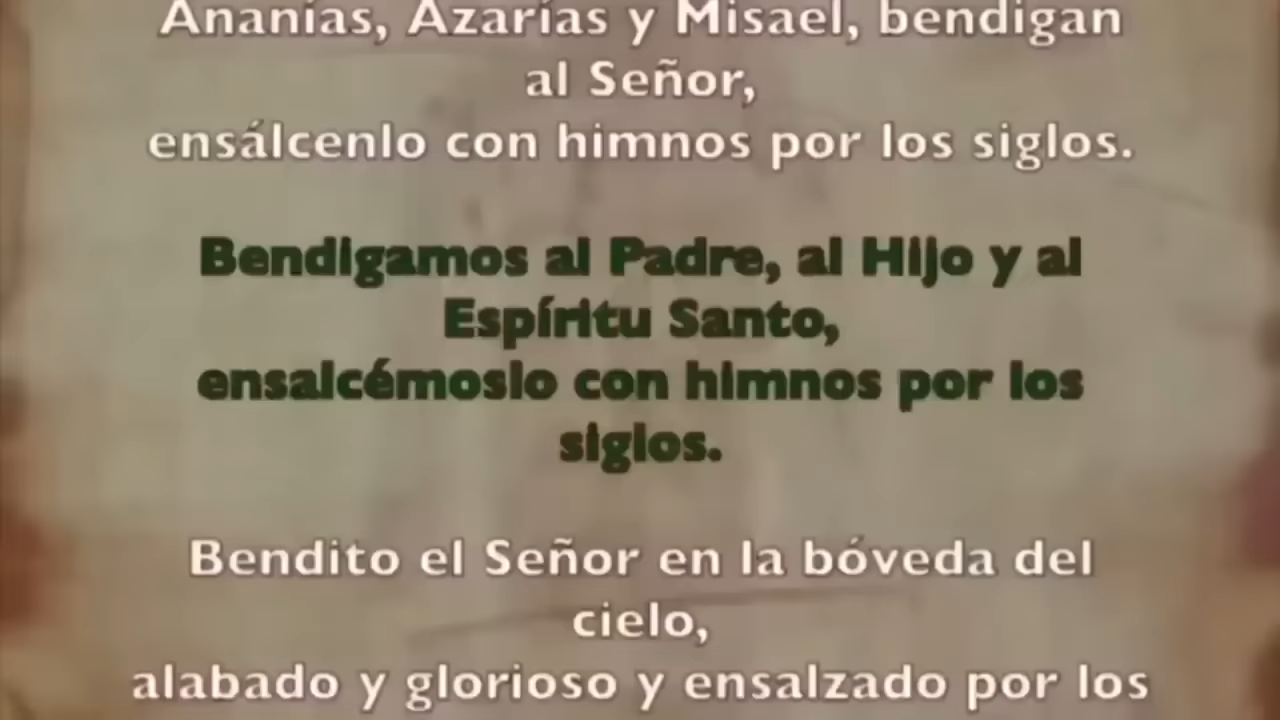 Ananías, Azarías y Misael, bendigan
al Señor,
ensálcenlo con himnos por los siglos.
Bendigamos al Padre, al Hijo y al
Espíritu Santo,
ensalcémoslo con himnos por los
siglos.
Bendito el Señor en la bóveda del
cielo,
alabado y glorioso y ensalzado por los